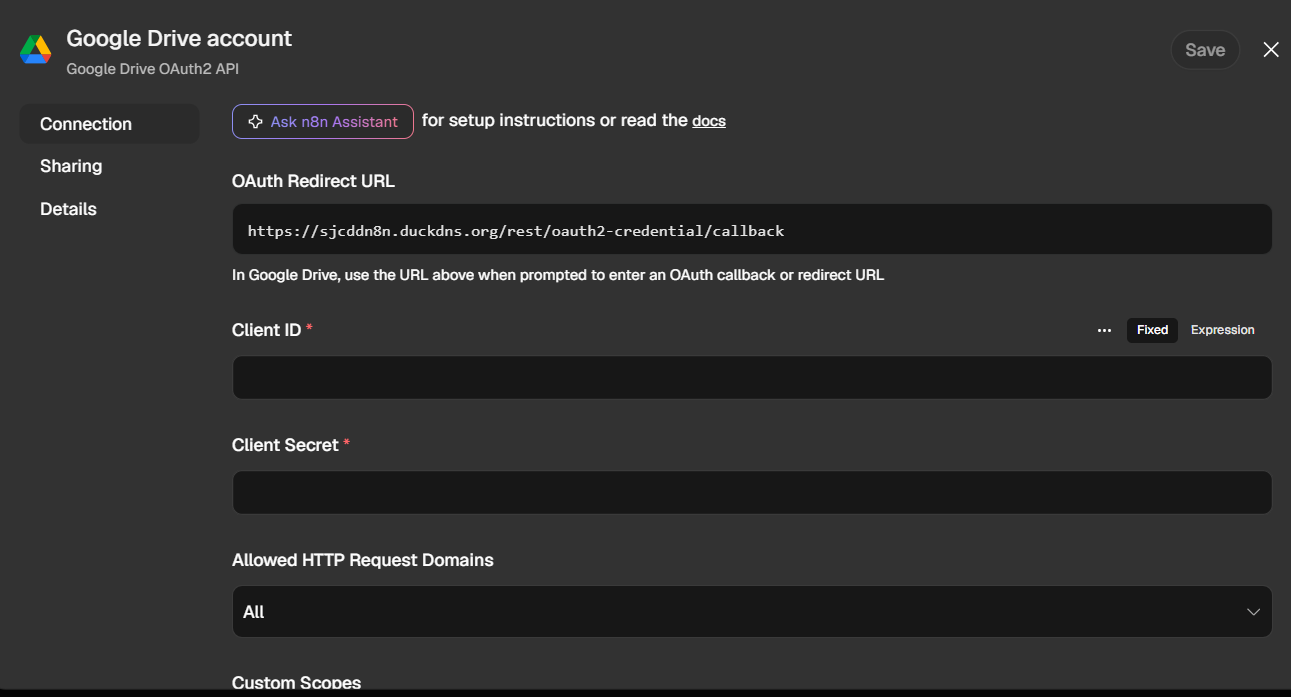 Google Drive account
Google Drive OAuth2 API
Save
Connection
Sharing
Details
Ask n8n Assistant for setup instructions or read the docs
OAuth Redirect URL
https://sjcddn8n.duckdns.org/rest/oauth2-credential/callback
In Google Drive, use the URL above when prompted to enter an OAuth callback or redirect URL
Client ID *
Fixed Expression
Client Secret *
Allowed HTTP Request Domains
All
Custom Scopes